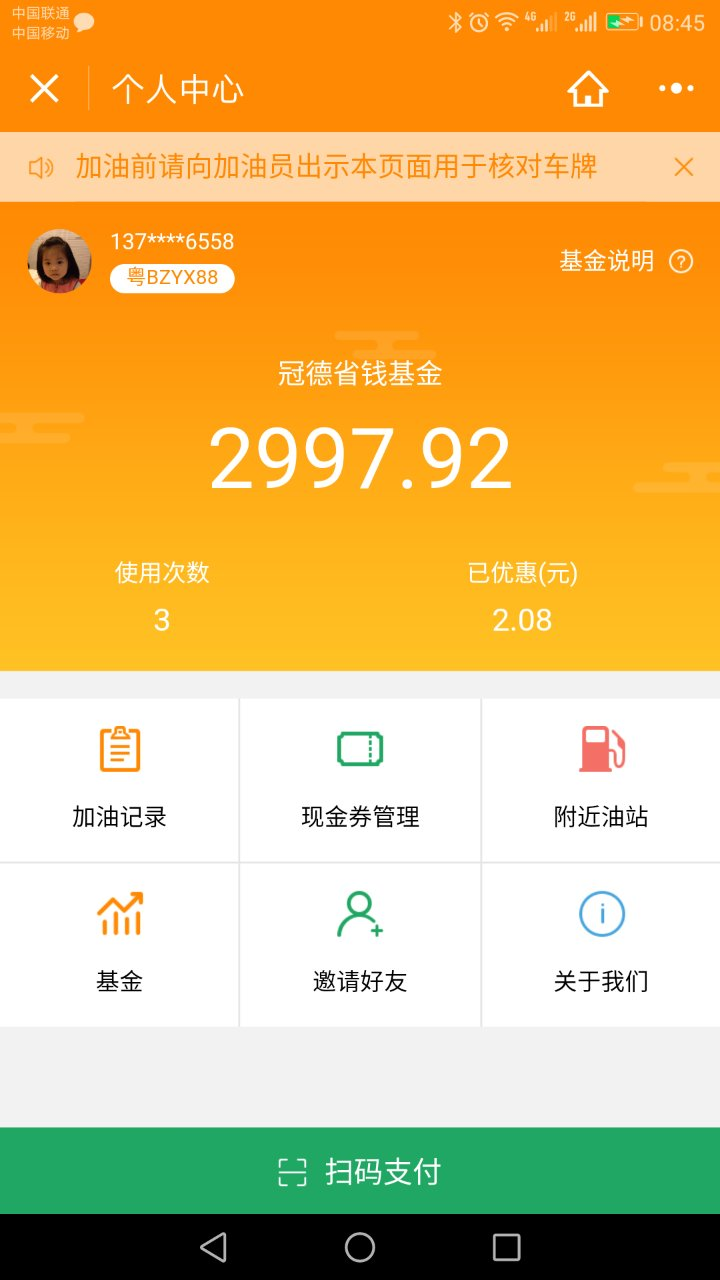 中国联通
中国移动
4G
2G
08:45
个人中心
加油前请向加油员出示本页面用于核对车牌
137****6558
粤BZYX88
基金说明
冠德省钱基金
2997.92
使用次数
已优惠(元)
3
2.08
加油记录
现金券管理
附近油站
基金
邀请好友
关于我们
扫码支付